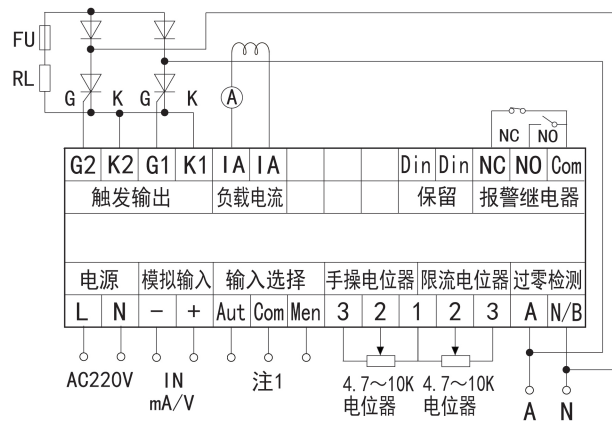 FU
RL
G K G K
A
NC NO
G2 K2 G1 K1 IA IA Din Din NC NO Com
触发输出 负载电流 保留 报警继电器
电源 模拟输入 输入选择 手操电位器 限流电位器 过零检测
L N - + Aut Com Men 3 2 1 2 3 A N/B
AC220V IN 注1 4.7～10K 4.7～10K
mA/V 电位器 电位器
A N